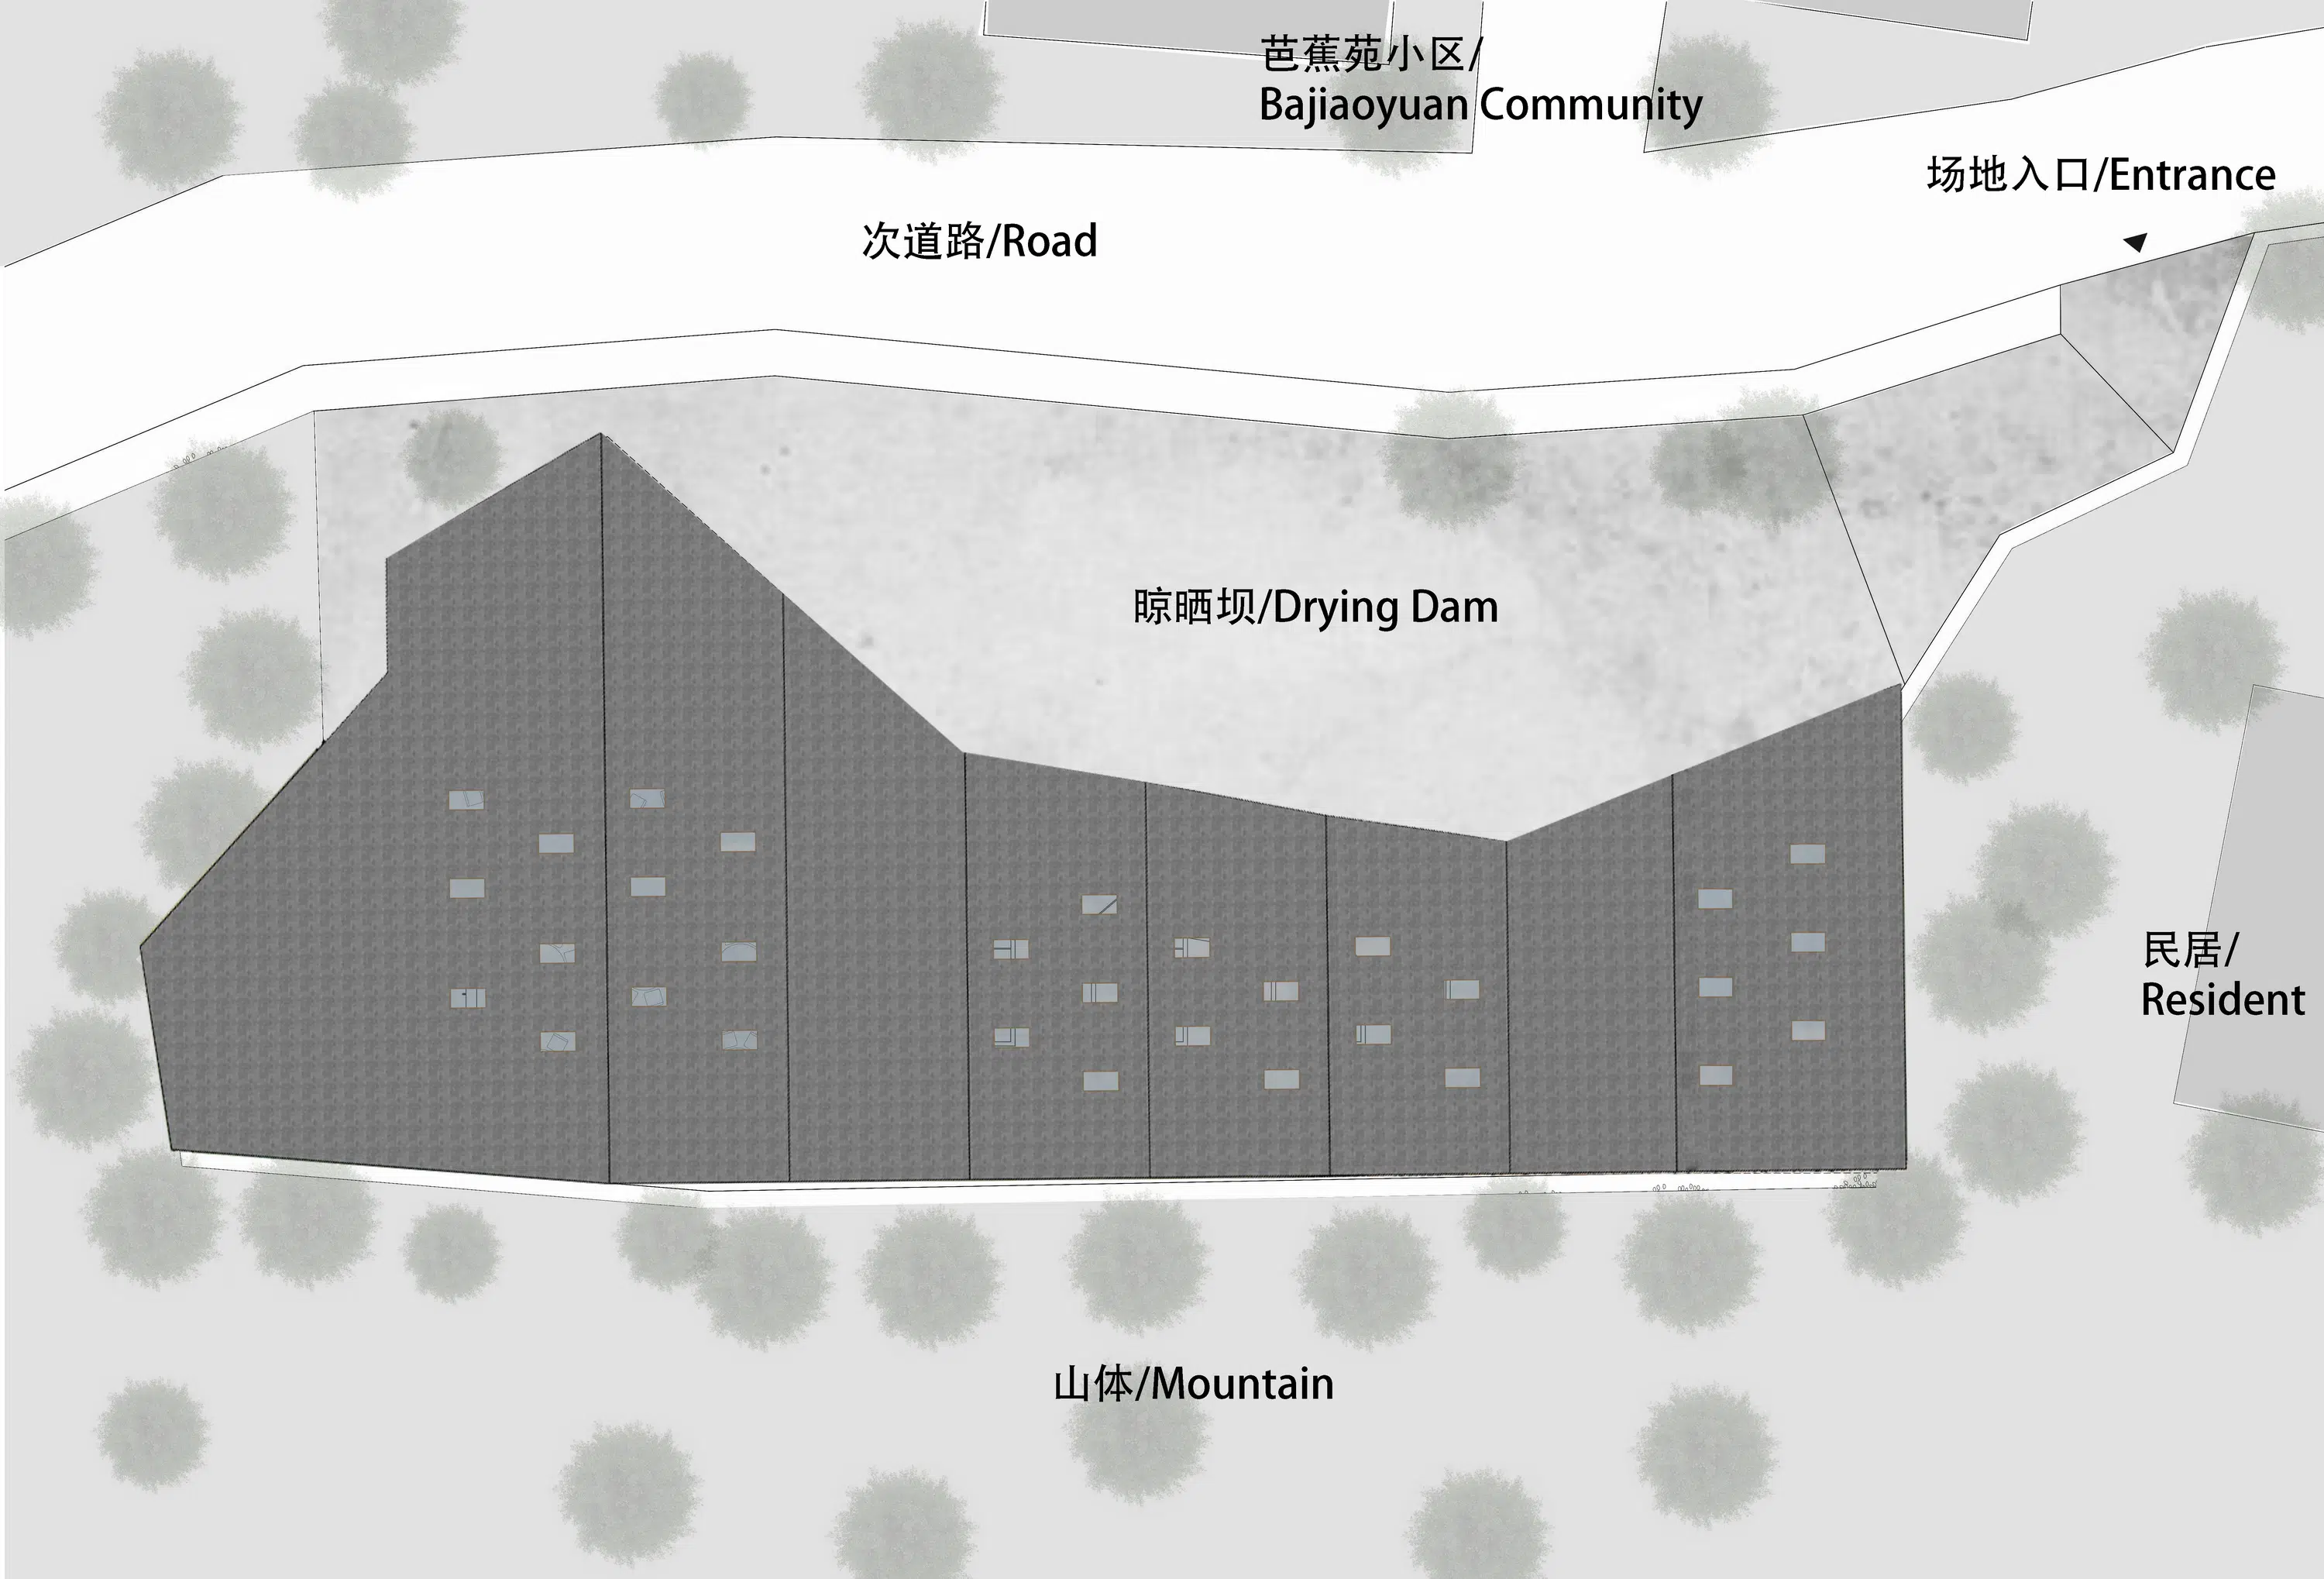 芭蕉苑小区/
Bajiaoyuan Community
场地入口/Entrance
次道路/Road
晾晒坝/Drying Dam
民居/
Resident
山体/Mountain